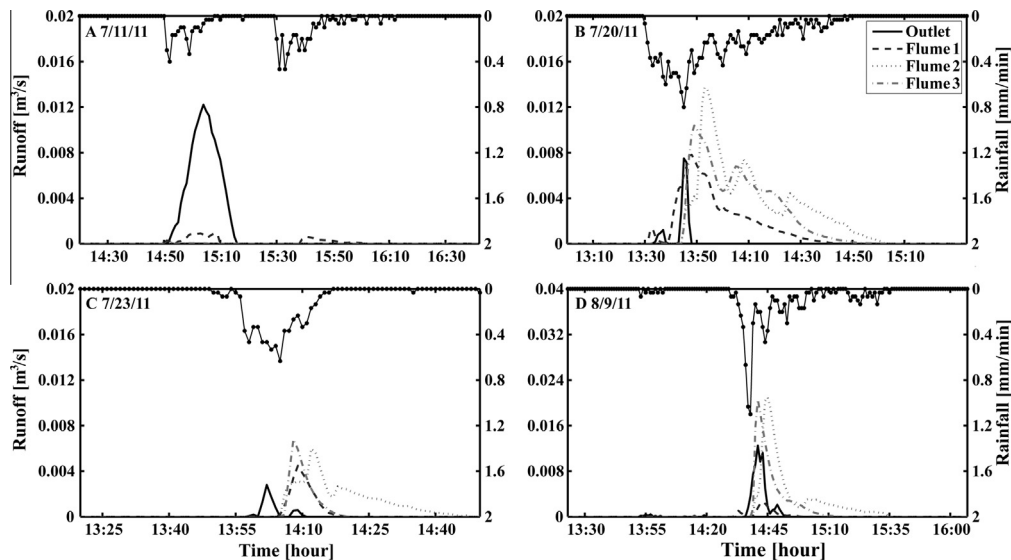 A 7/11/11
0.02
0.016
0.012
0.008
0.004
0
0
0.4
0.8
1.2
1.6
2
14:30 14:50 15:10 15:30 15:50 16:10 16:30
Runoff [m³/s]
B 7/20/11
Outlet
Flume 1
Flume 2
Flume 3
0.02
0.016
0.012
0.008
0.004
0
0
0.4
0.8
1.2
1.6
2
Rainfall [mm/min]
13:10 13:30 13:50 14:10 14:30 14:50 15:10
C 7/23/11
0.02
0.016
0.012
0.008
0.004
0
0
0.4
0.8
1.2
1.6
2
Runoff [m³/s]
13:25 13:40 13:55 14:10 14:25 14:40
Time [hour]
D 8/9/11
0.04
0.032
0.024
0.016
0.008
0
0
0.4
0.8
1.2
1.6
2
Rainfall [mm/min]
13:30 13:55 14:20 14:45 15:10 15:35 16:00
Time [hour]